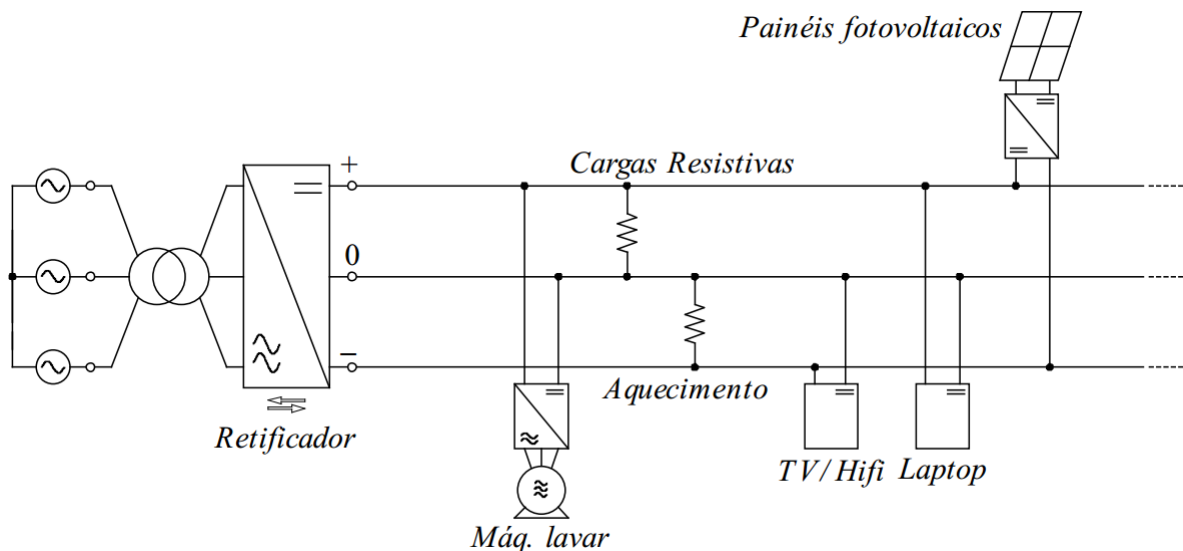 Painéis fotovoltaicos
Cargas Resistivas
+
0
−
Retificador
Aquecimento
TV/Hifi
Laptop
Máq. lavar